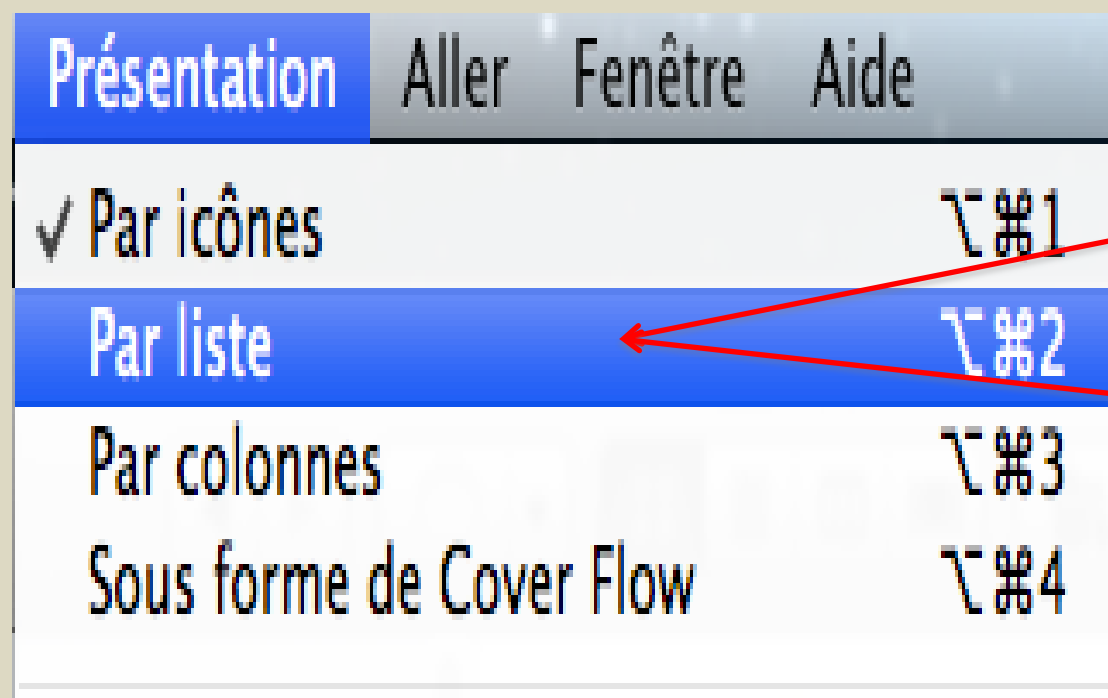 Présentation Aller Fenêtre Aide
✓ Par icônes ⌥⌘1
Par liste ⌥⌘2
Par colonnes ⌥⌘3
Sous forme de Cover Flow ⌥⌘4